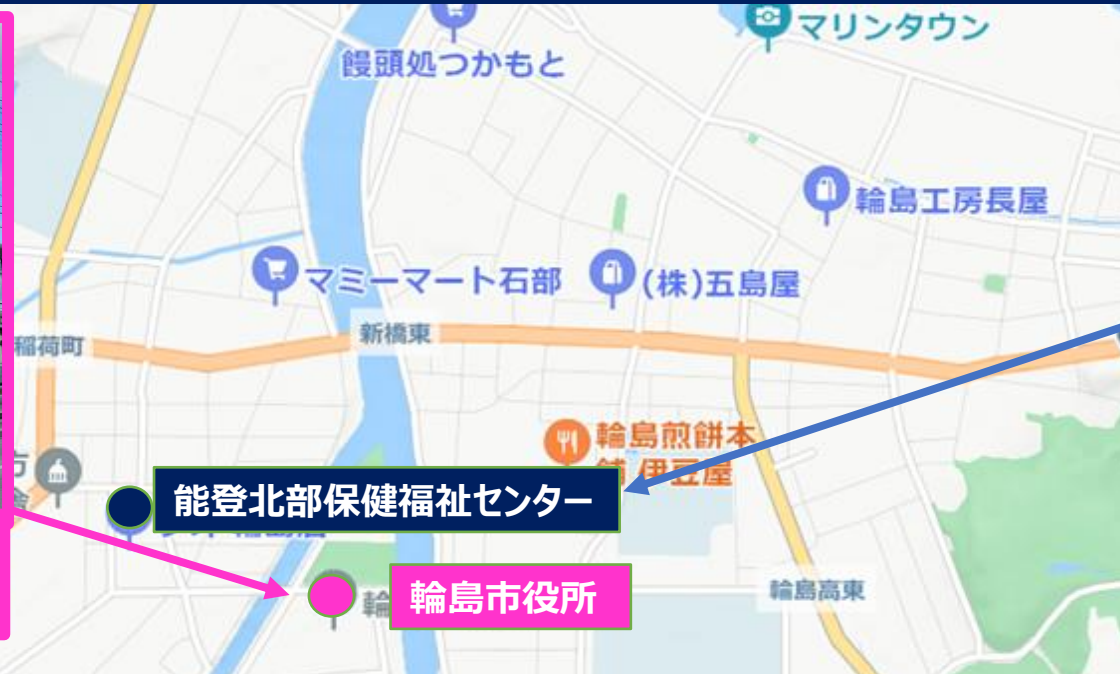 マリンタウン
饅頭処つかもと
輪島工房長屋
マミーマート石部
(株)五島屋
新橋東
稲荷町
輪島煎餅本
舗 伊豆屋
能登北部保健福祉センター
輪島市役所
輪島高東